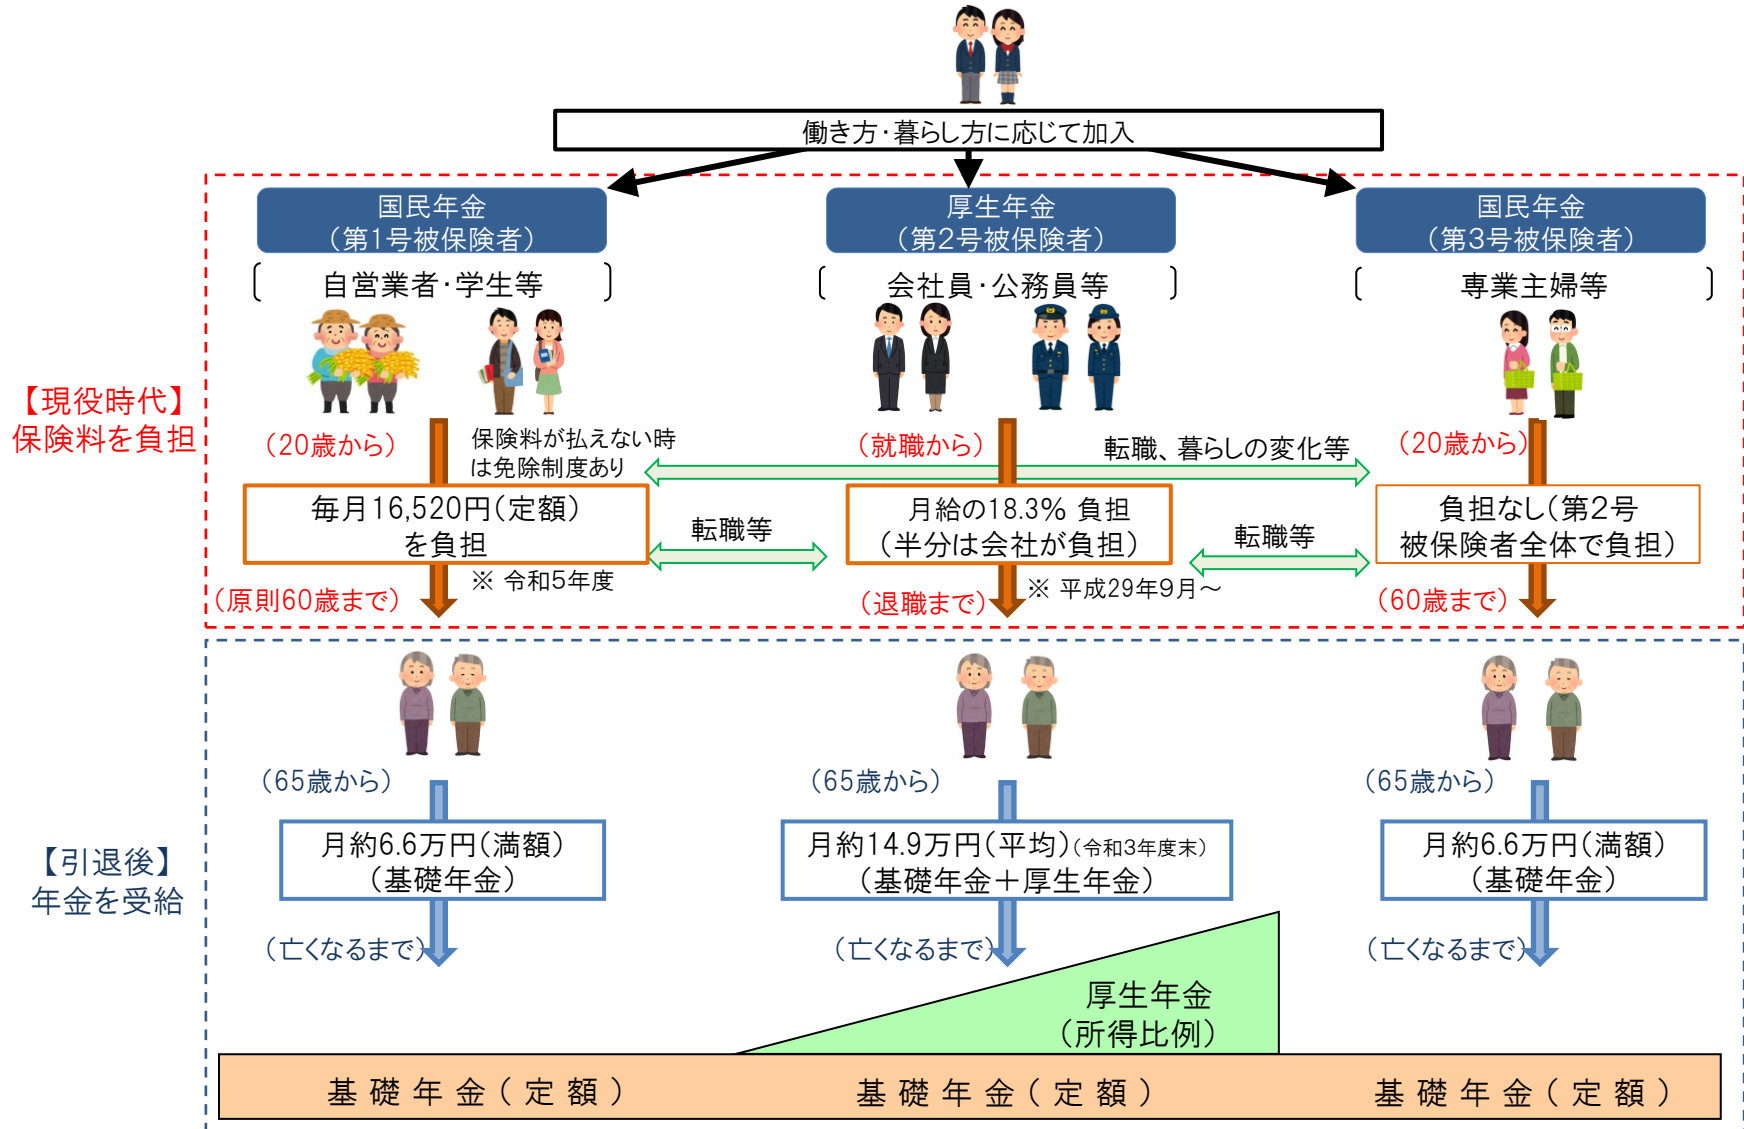 働き方・暮らし方に応じて加入
国民年金
（第1号被保険者）
厚生年金
（第2号被保険者）
国民年金
（第3号被保険者）
自営業者・学生等
会社員・公務員等
専業主婦等
【現役時代】
保険料を負担
（20歳から）
保険料が払えない時
は免除制度あり
（就職から）
転職、暮らしの変化等
（20歳から）
毎月16,520円（定額）
を負担
転職等
月給の18.3% 負担
（半分は会社が負担）
転職等
負担なし（第2号
被保険者全体で負担）
※ 令和5年度
※ 平成29年9月～
（原則60歳まで）
（退職まで）
（60歳まで）
（65歳から）
（65歳から）
（65歳から）
【引退後】
年金を受給
月約6.6万円（満額）
（基礎年金）
月約14.9万円（平均）（令和3年度末）
（基礎年金＋厚生年金）
月約6.6万円（満額）
（基礎年金）
（亡くなるまで）
（亡くなるまで）
（亡くなるまで）
厚生年金
（所得比例）
基礎年金（定額）
基礎年金（定額）
基礎年金（定額）